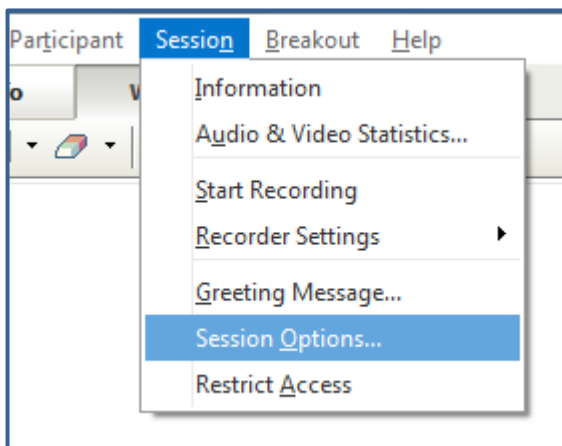 Participant Session Breakout Help
o
Information
Audio & Video Statistics...
Start Recording
Recorder Settings
Greeting Message...
Session Options...
Restrict Access